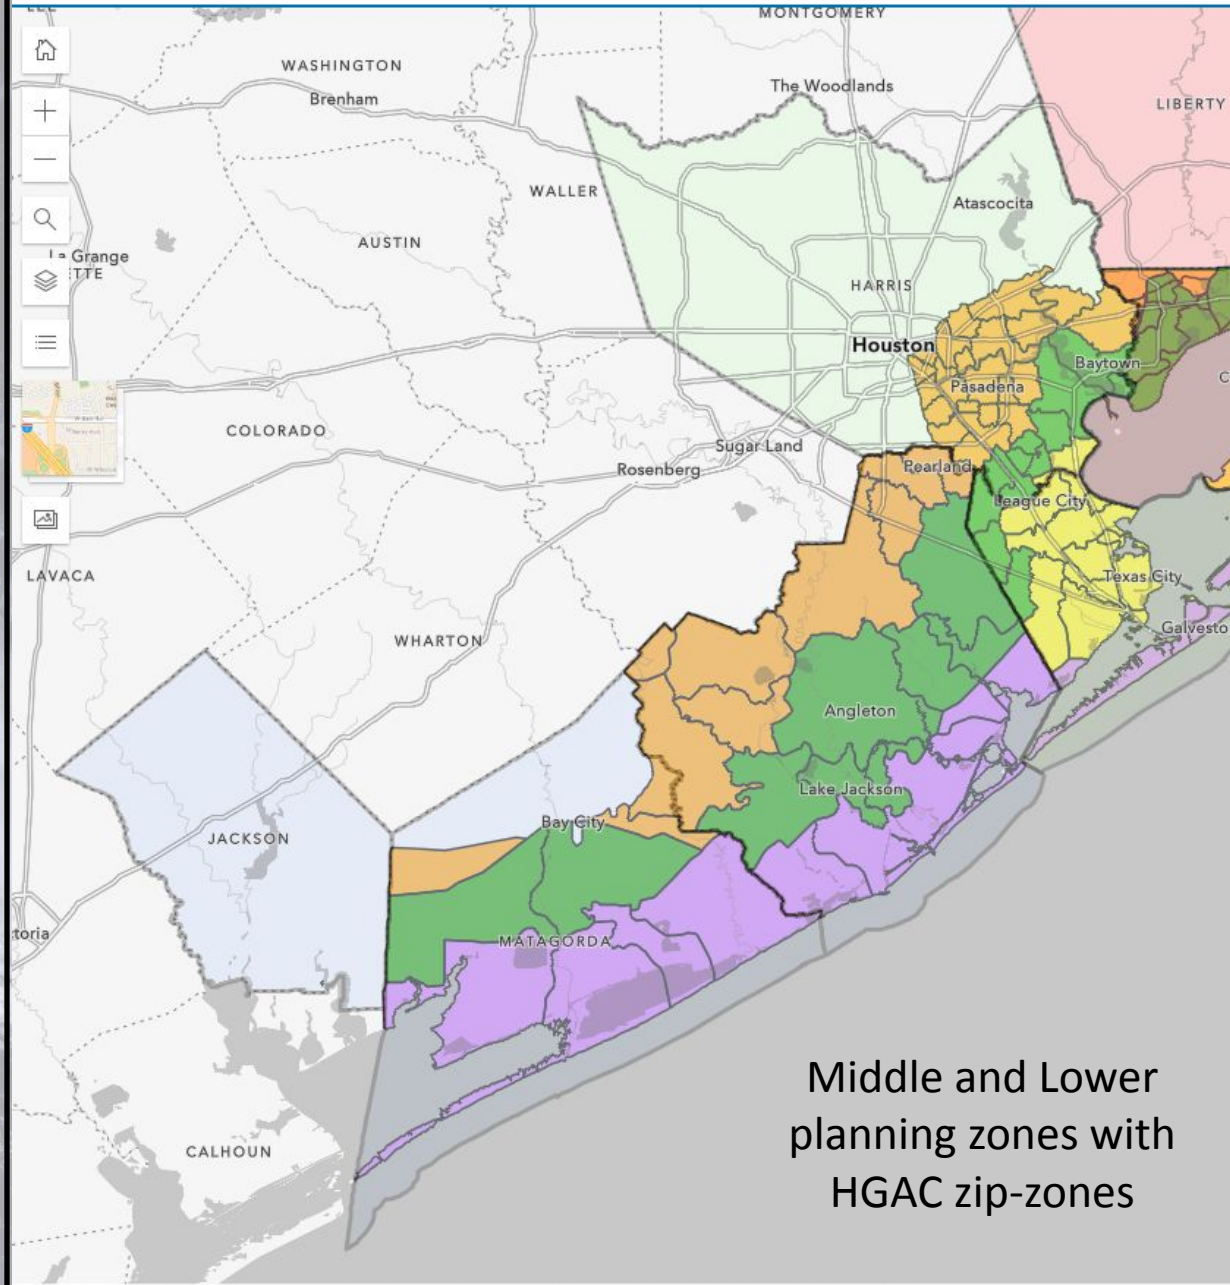 MONTGOMERY
WASHINGTON
The Woodlands
Brenham
LIBERTY
WALLER
Atascocita
AUSTIN
La Grange
ETTE
HARRIS
Houston
Baytown
Pasadena
COLORADO
Sugar Land
Pearland
Rosenberg
League City
LAVACA
Texas City
Galvesto
WHARTON
Angleton
Lake Jackson
Bay City
JACKSON
toria
MATAGORDA
Middle and Lower
planning zones with
HGAC zip-zones
CALHOUN